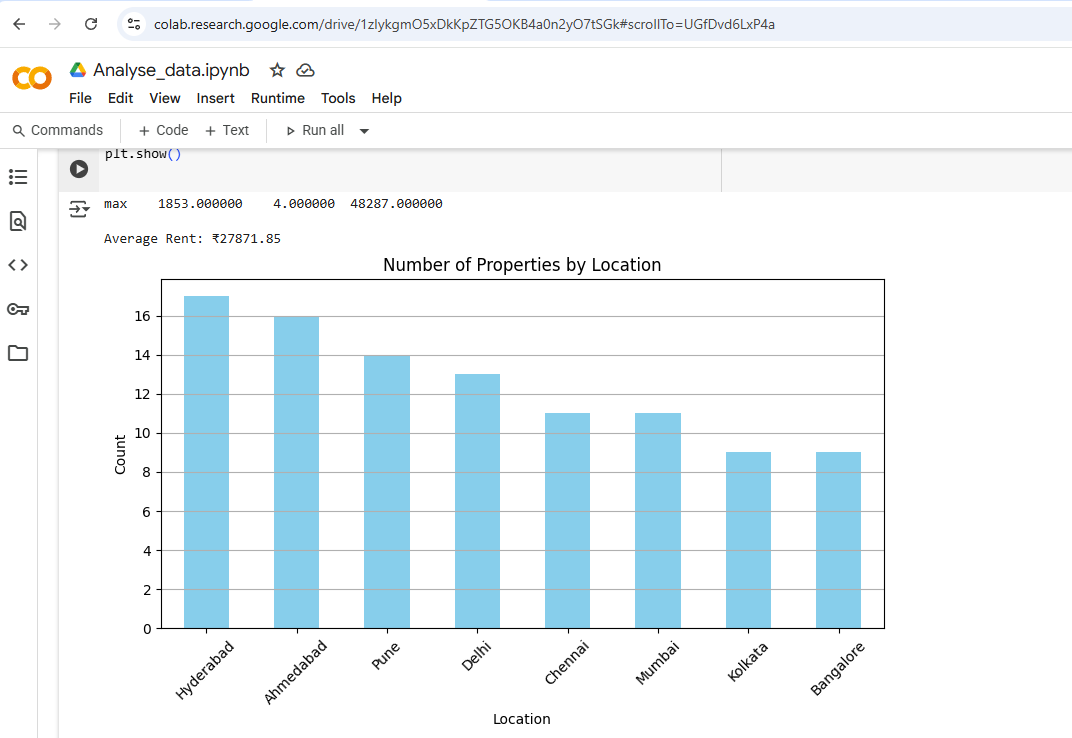 colab.research.google.com/drive/1zIykgmO5xDkKpZTG5OKB4a0n2yO7tSGk#scrollTo=UGfDvd6LxP4a
Analyse_data.ipynb
File Edit View Insert Runtime Tools Help
Commands + Code + Text Run all
plt.show()
max 1853.000000 4.000000 48287.000000
Average Rent: ₹27871.85
Number of Properties by Location
16
14
12
10
8
6
4
2
0
Count
Hyderabad Ahmedabad Pune Delhi Chennai Mumbai Kolkata Bangalore
Location